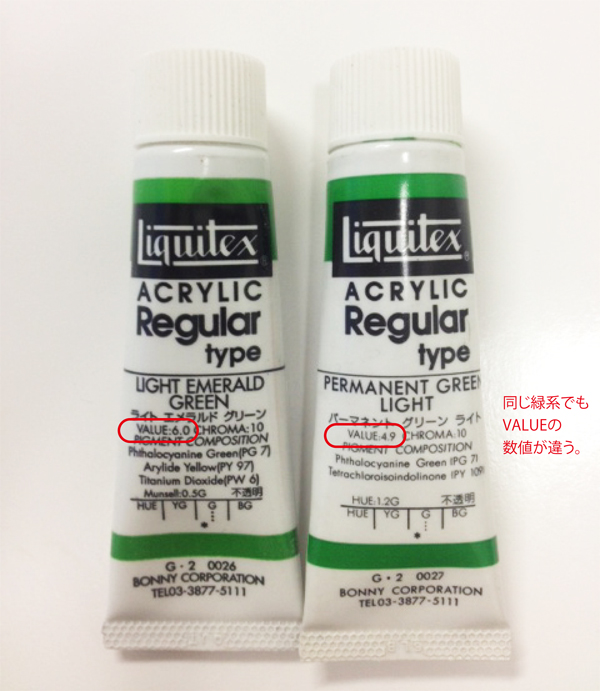 Liquitex
ACRYLIC
Regular
type
LIGHT EMERALD
GREEN
ライト エメラルド グリーン
VALUE:6.0 CHROMA:10
PIGMENT COMPOSITION
Phthalocyanine Green(PG 7)
Arylide Yellow(PY 97)
Titanium Dioxide(PW 6)
Munsell:0.5G 不透明
HUE YG G BG
*
G・2 0026
BONNY CORPORATION
TEL03-3877-5111
Liquitex
ACRYLIC
Regular
type
PERMANENT GREEN
LIGHT
パーマネント グリーン ライト
VALUE:4.9 CHROMA:10
PIGMENT COMPOSITION
Phthalocyanine Green (PG 7)
Tetrachloroisoindolinone (PY 109)
HUE:1.2G 不透明
HUE YG G BG
*
G・2 0027
BONNY CORPORATION
TEL03-3877-5111
同じ緑系でも
VALUEの
数値が違う。